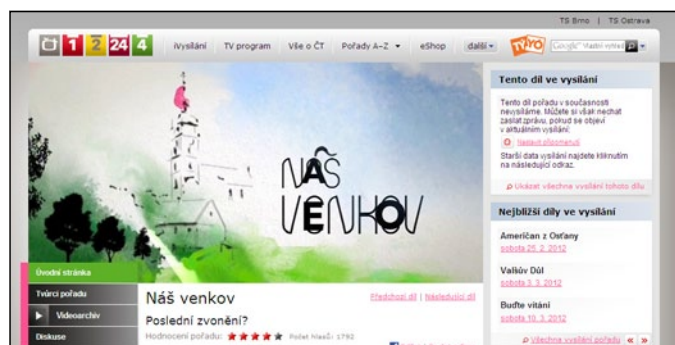 TS Brno | TS Ostrava
1 2 24 4 iVysílání TV program Vše o ČT Pořady A-Z eShop další Google™ Vlastní vyhled
NÁŠ
VENKOV
Tento díl ve vysílání
Tento díl pořadu v současnosti
nevysíláme. Můžete si však nechat
zaslat zprávu, pokud se objeví
v aktuálním vysílání:
Nastavit připomenutí
Starší data vysílání najdete kliknutím
na následující odkaz.
Ukázat všechna vysílání tohoto dílu
Nejbližší díly ve vysílání
Američan z Osťany
sobota 25. 2. 2012
Valkův Důl
sobota 3. 3. 2012
Buďte vítáni
sobota 10. 3. 2012
Všechna vysílání pořadu « »
Úvodní stránka
Tvůrci pořadu
Videoarchiv
Diskuse
Náš venkov
Předchozí díl | Následující díl
Poslední zvonění?
Hodnocení pořadu: Počet hlasů: 1792